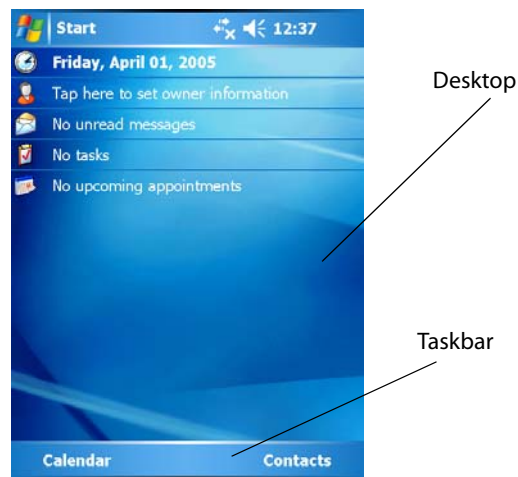 Start 12:37
Friday, April 01, 2005
Tap here to set owner information
Desktop
No unread messages
No tasks
No upcoming appointments
Taskbar
Calendar Contacts